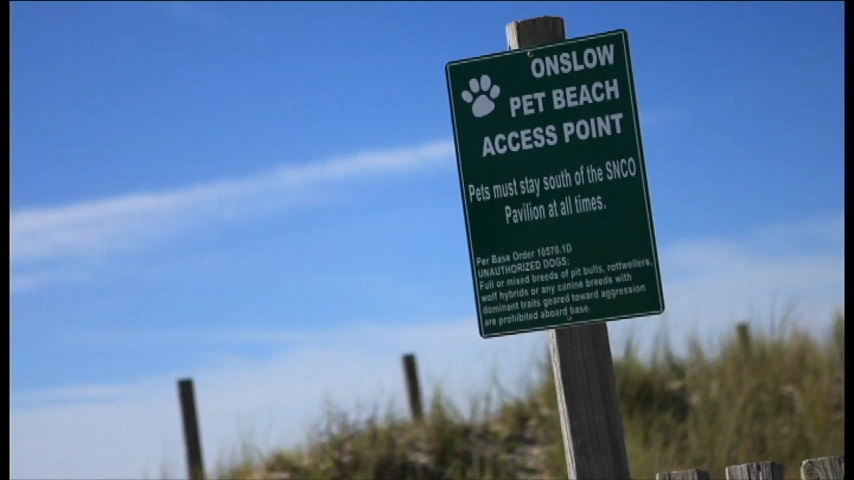 ONSLOW
PET BEACH
ACCESS POINT
Pets must stay south of the SNCO
Pavilion at all times.
Per Base Order 10570.1D
UNAUTHORIZED DOGS:
Full or mixed breeds of pit bulls, rottweilers,
wolf hybrids or any canine breeds with
dominant traits geared toward aggression
are prohibited aboard base.